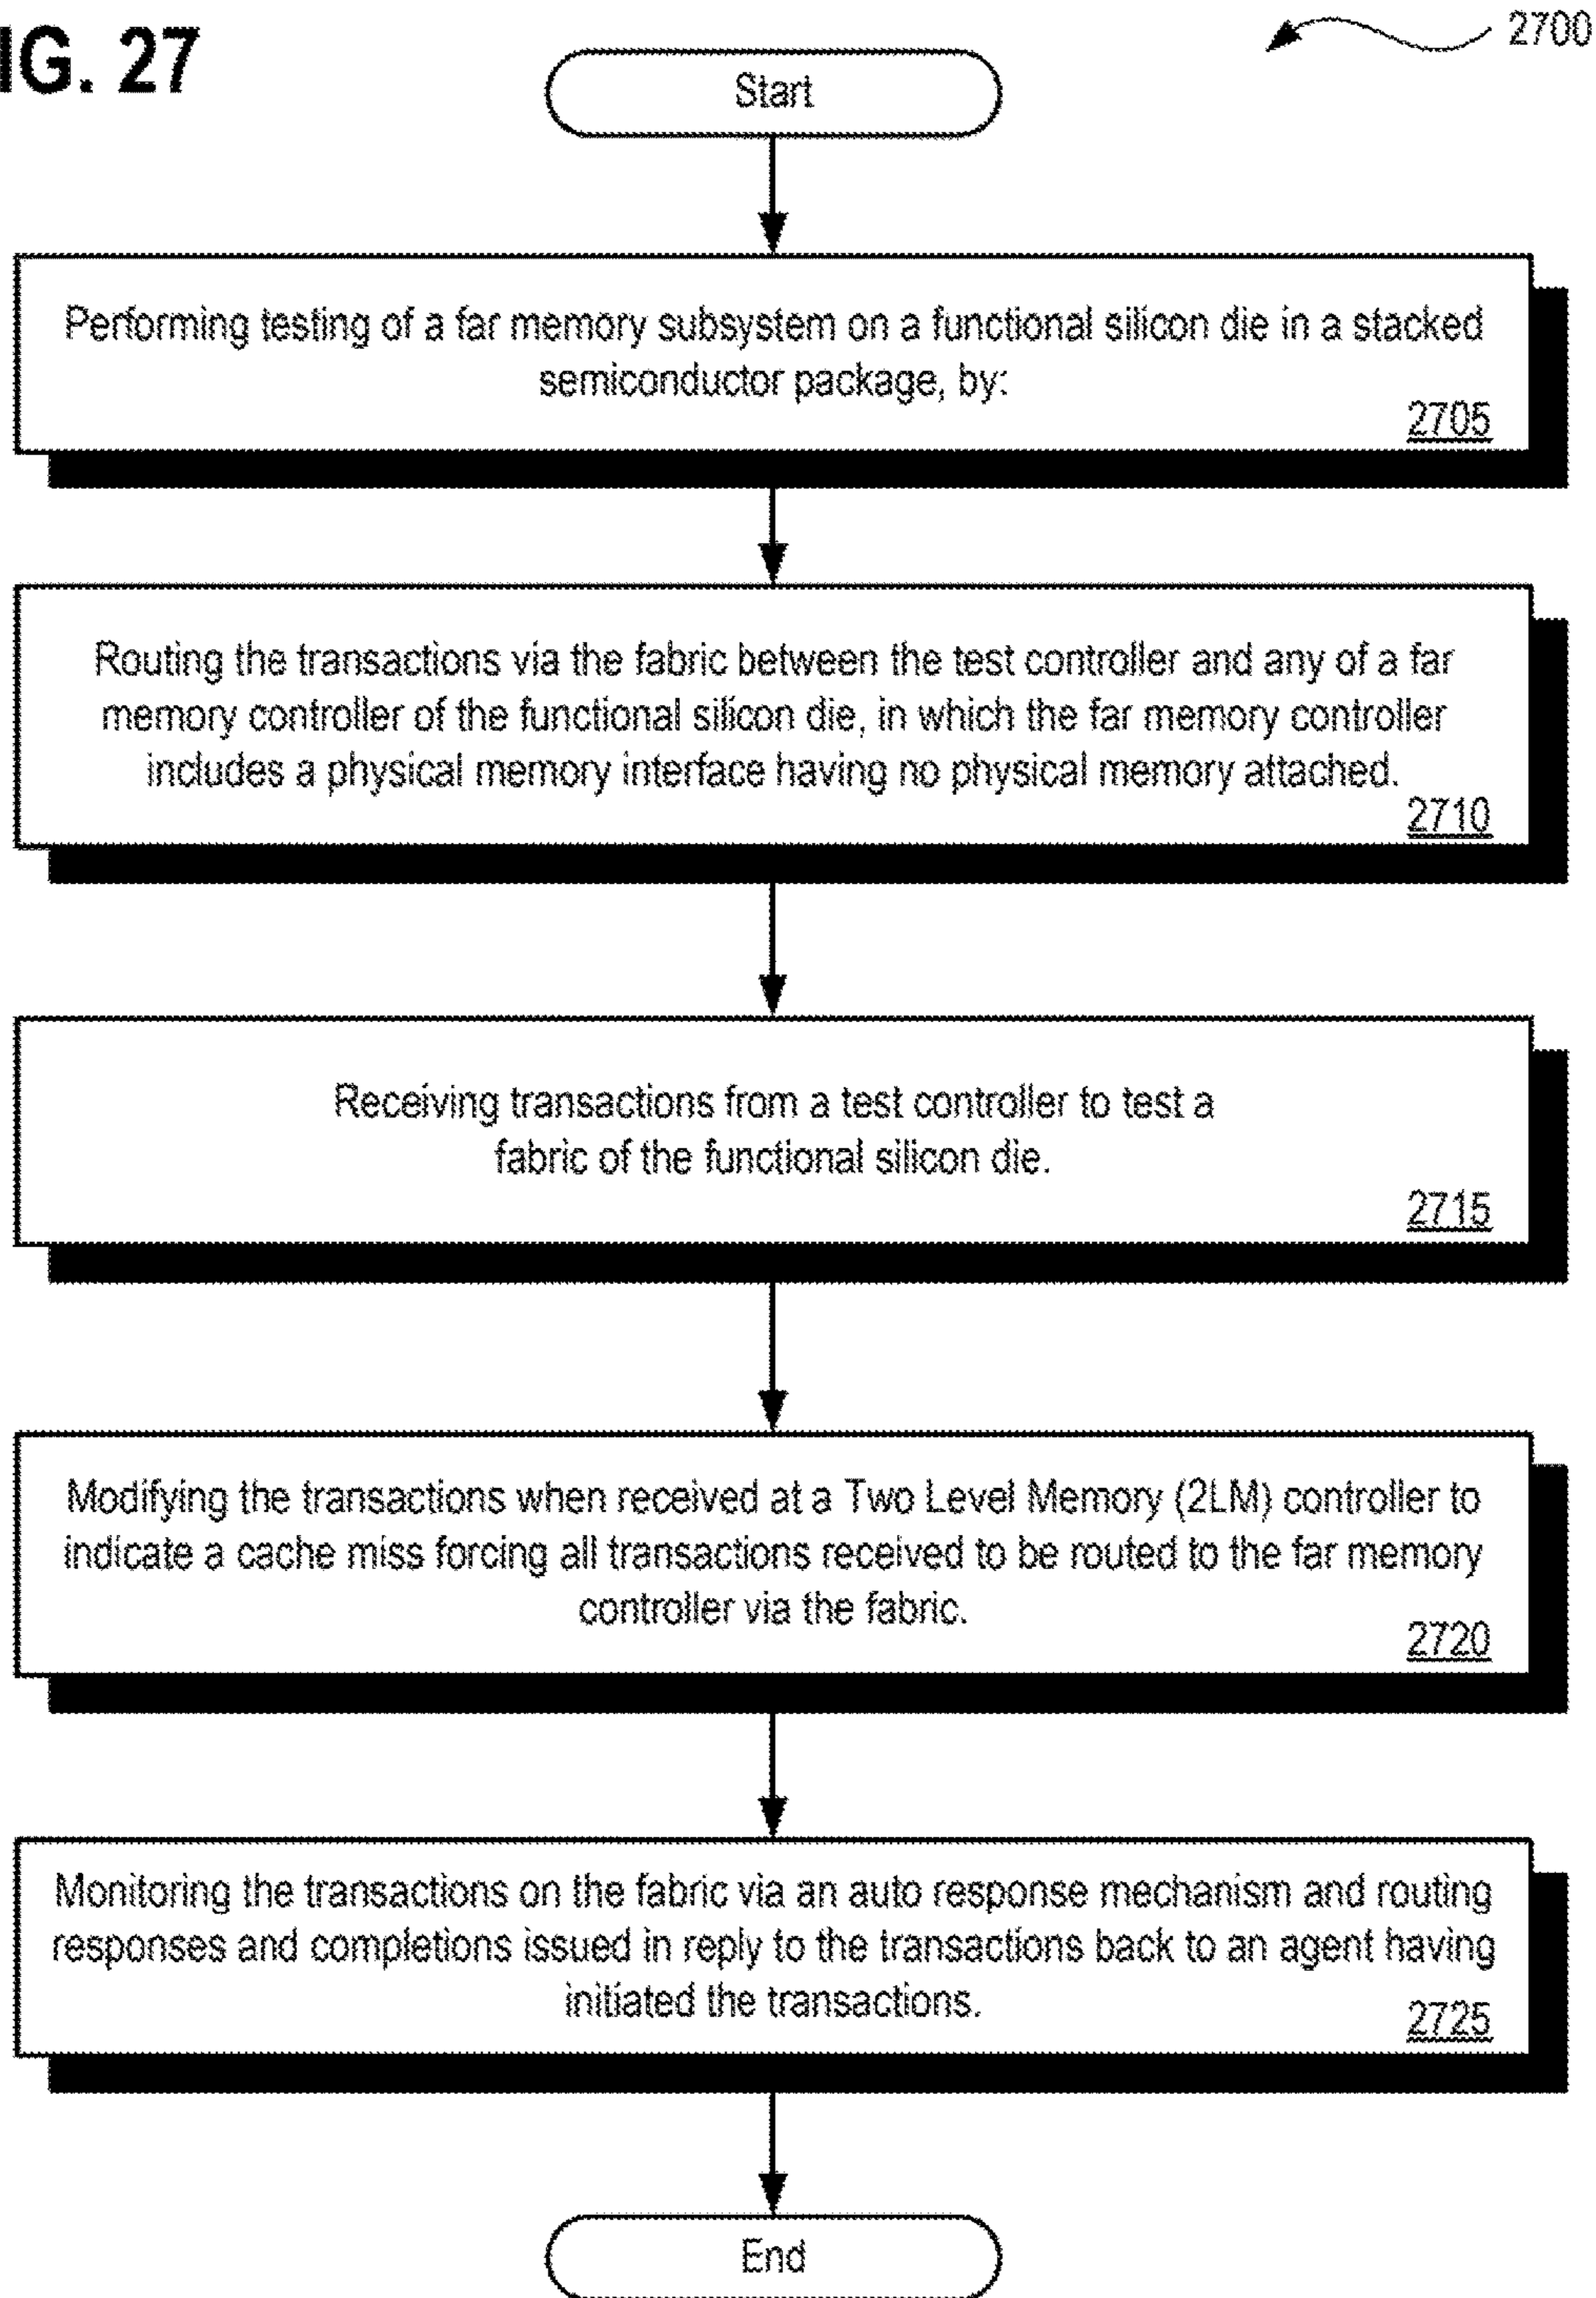 IG. 27
2700
Start
Performing testing of a far memory subsystem on a functional silicon die in a stacked
semiconductor package, by:
2705
Routing the transactions via the fabric between the test controller and any of a far
memory controller of the functional silicon die, in which the far memory controller
includes a physical memory interface having no physical memory attached.
2710
Receiving transactions from a test controller to test a
fabric of the functional silicon die.
2715
Modifying the transactions when received at a Two Level Memory (2LM) controller to
indicate a cache miss forcing all transactions received to be routed to the far memory
controller via the fabric.
2720
Monitoring the transactions on the fabric via an auto response mechanism and routing
responses and completions issued in reply to the transactions back to an agent having
initiated the transactions.
2725
End